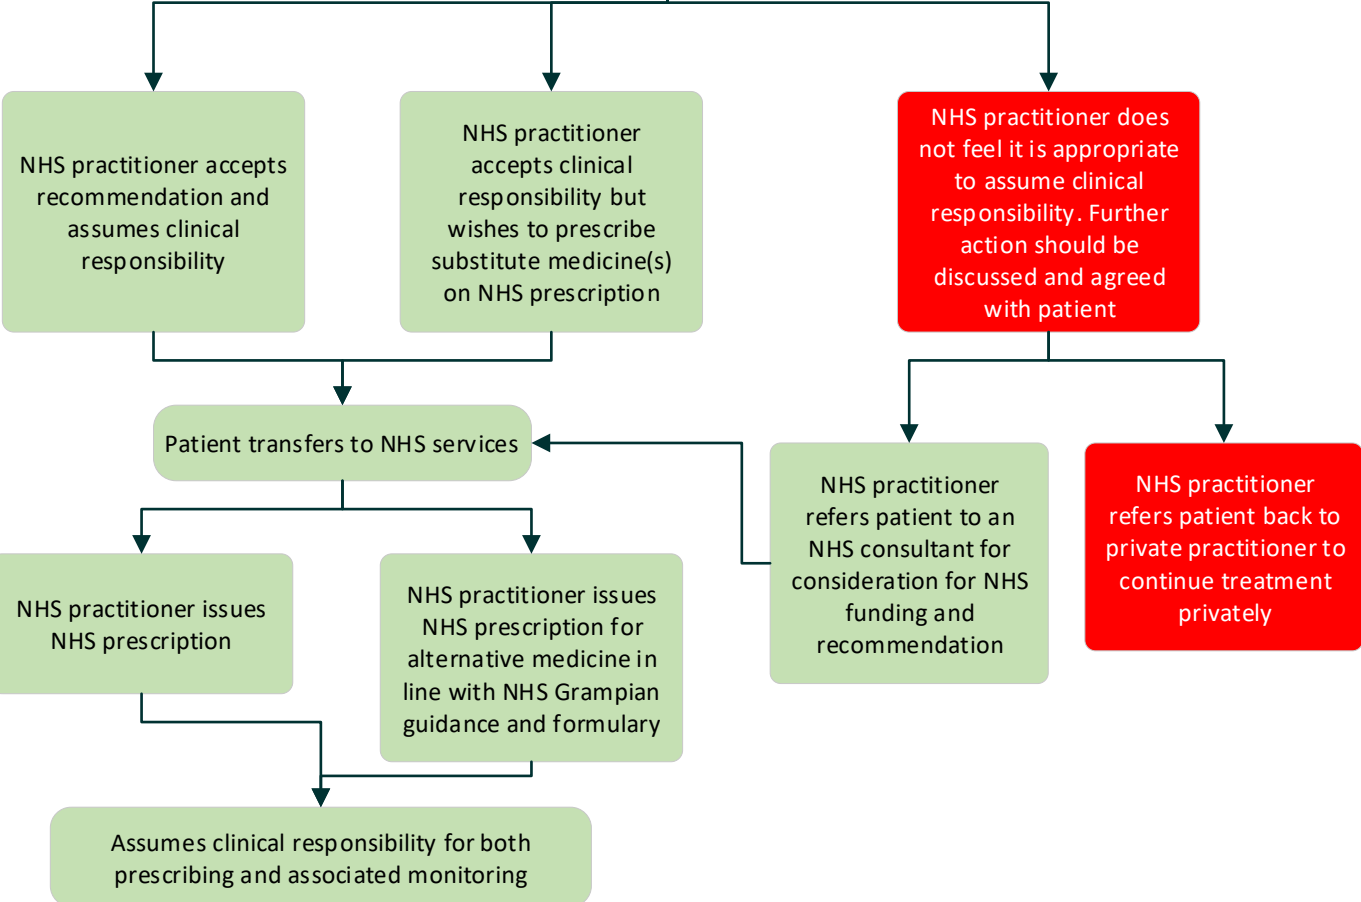 NHS practitioner accepts
recommendation and
assumes clinical
responsibility
NHS practitioner
accepts clinical
responsibility but
wishes to prescribe
substitute medicine(s)
on NHS prescription
NHS practitioner does
not feel it is appropriate
to assume clinical
responsibility. Further
action should be
discussed and agreed
with patient
Patient transfers to NHS services
NHS practitioner
refers patient to an
NHS consultant for
consideration for NHS
funding and
recommendation
NHS practitioner
refers patient back to
private practitioner to
continue treatment
privately
NHS practitioner issues
NHS prescription
NHS practitioner issues
NHS prescription for
alternative medicine in
line with NHS Grampian
guidance and formulary
Assumes clinical responsibility for both
prescribing and associated monitoring